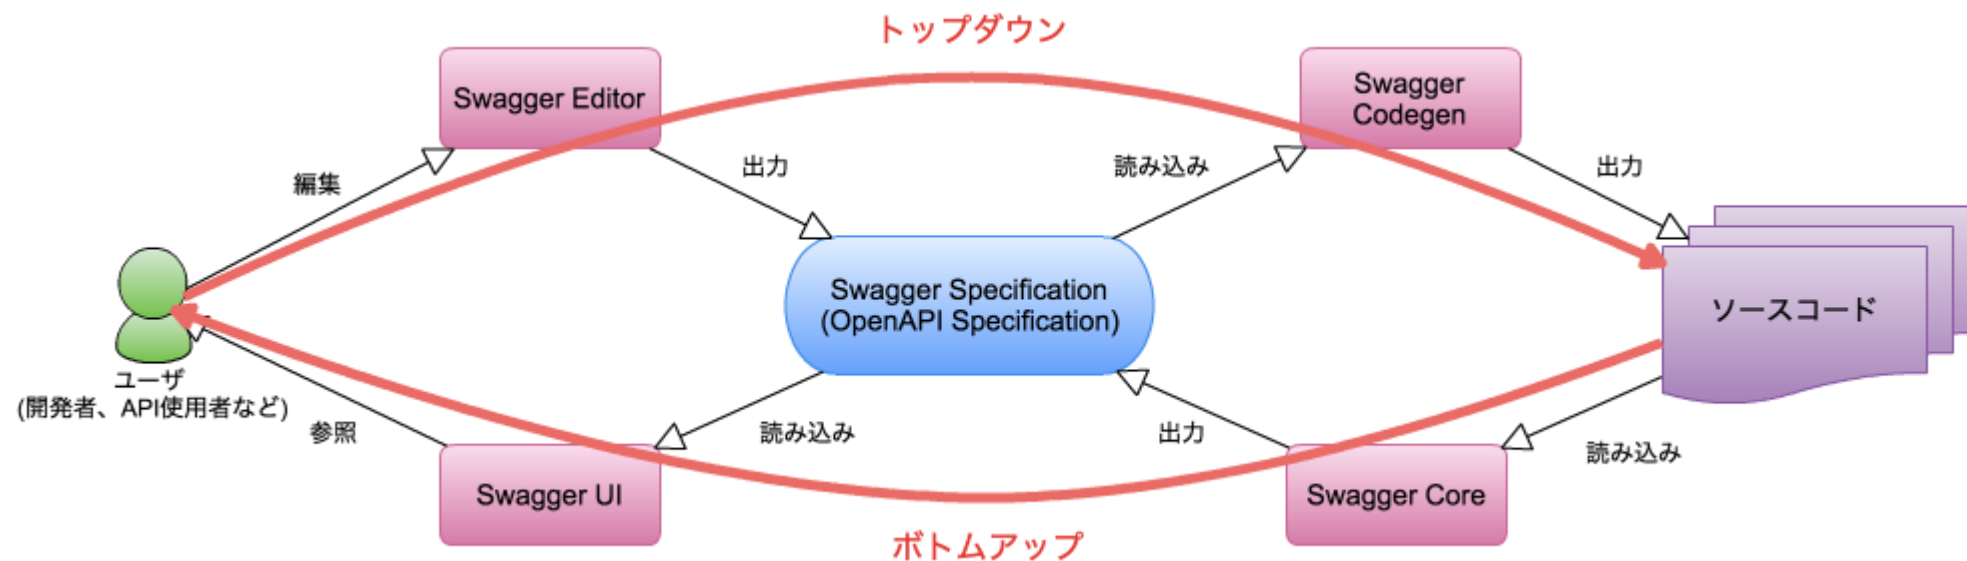 トップダウン
Swagger Editor
Swagger
Codegen
編集
出力
読み込み
出力
Swagger Specification
(OpenAPI Specification)
ソースコード
ユーザ
(開発者、API使用者など)
参照
読み込み
出力
読み込み
Swagger UI
Swagger Core
ボトムアップ